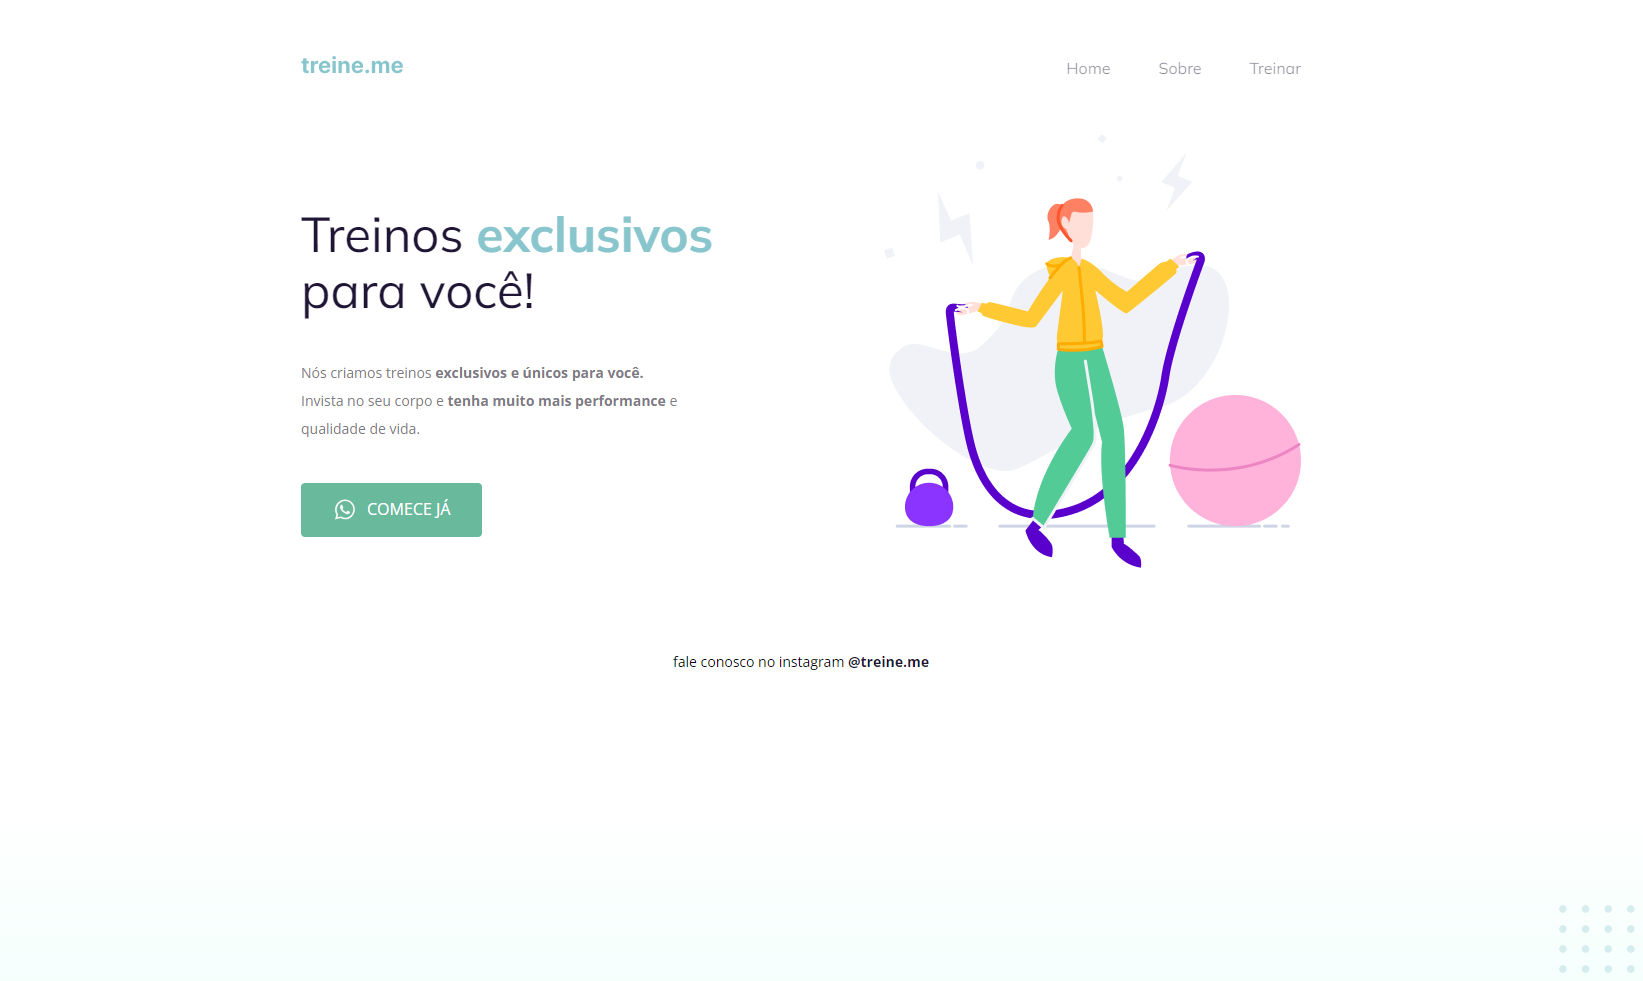 treine.me
Home Sobre Treinar
Treinos exclusivos
para você!
Nós criamos treinos exclusivos e únicos para você.
Invista no seu corpo e tenha muito mais performance e
qualidade de vida.
COMECE JÁ
fale conosco no instagram @treine.me